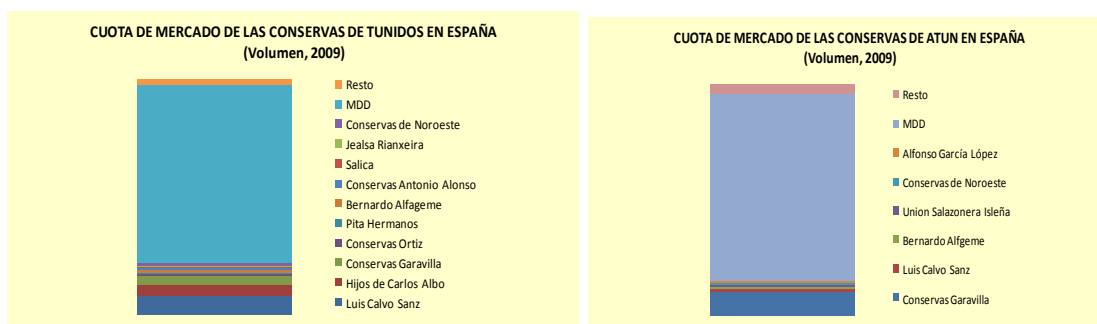 CUOTA DE MERCADO DE LAS CONSERVAS DE TUNIDOS EN ESPAÑA
(Volumen, 2009)
Resto
MDD
Conservas de Noroeste
Jealsa Rianxeira
Salica
Conservas Antonio Alonso
Bernardo Alfageme
Pita Hermanos
Conservas Ortiz
Conservas Garavilla
Hijos de Carlos Albo
Luis Calvo Sanz
CUOTA DE MERCADO DE LAS CONSERVAS DE ATUN EN ESPAÑA
(Volumen, 2009)
Resto
MDD
Alfonso García López
Conservas de Noroeste
Union Salazonera Isleña
Bernardo Alfgeme
Luis Calvo Sanz
Conservas Garavilla